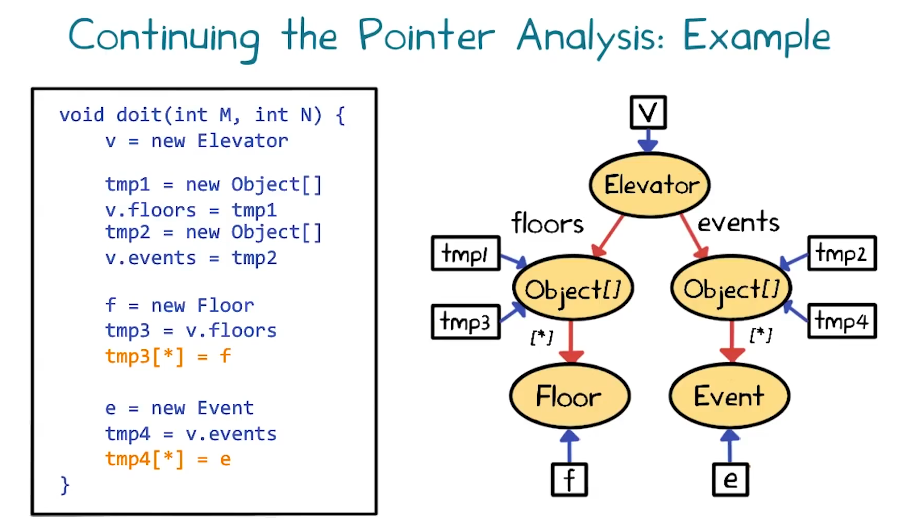 Continuing the Pointer Analysis: Example
void doit(int M, int N) {
v = new Elevator
tmp1 = new Object[]
v.floors = tmp1
tmp2 = new Object[]
v.events = tmp2
f = new Floor
tmp3 = v.floors
tmp3[*] = f
e = new Event
tmp4 = v.events
tmp4[*] = e
}
V
Elevator
floors
events
tmp1
tmp2
Object[]
Object[]
tmp3
tmp4
[*]
[*]
Floor
Event
f
e